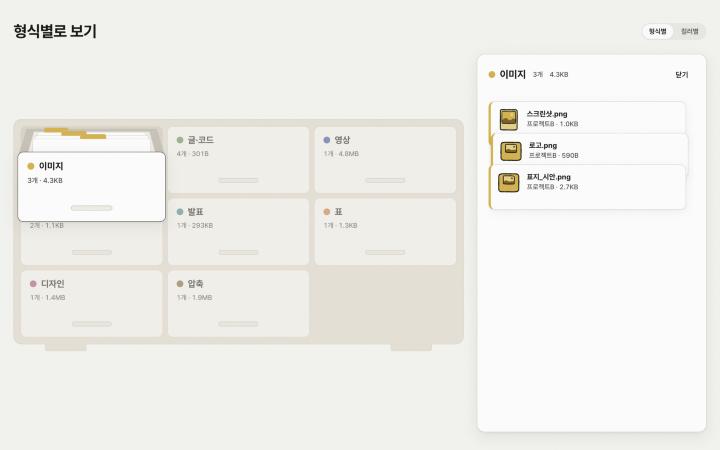 형식별로 보기
형식별 컬러별
이미지
3개 · 4.3KB
글·코드
4개 · 301B
영상
1개 · 4.8MB
2개 · 1.1KB
발표
1개 · 293KB
표
1개 · 1.3KB
디자인
1개 · 1.4MB
압축
1개 · 1.9MB
이미지 3개 4.3KB 닫기
스크린샷.png
프로젝트B · 1.0KB
로고.png
프로젝트B · 590B
표지_시안.png
프로젝트B · 2.7KB